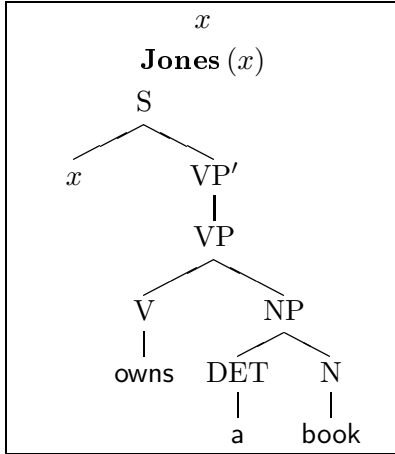 x
Jones (x)
S
x VP′
VP
V NP
owns DET N
a book